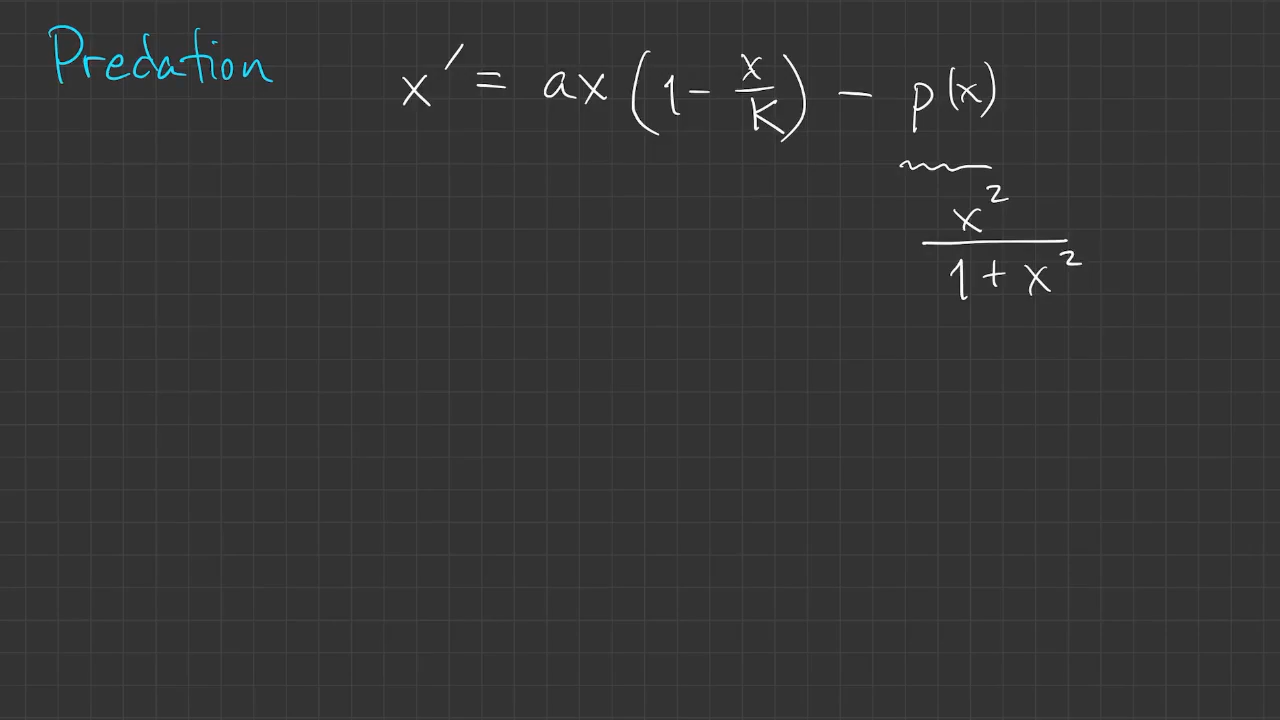 Predation
x' = ax(1 - x/K) - p(x)
x²/(1 + x²)